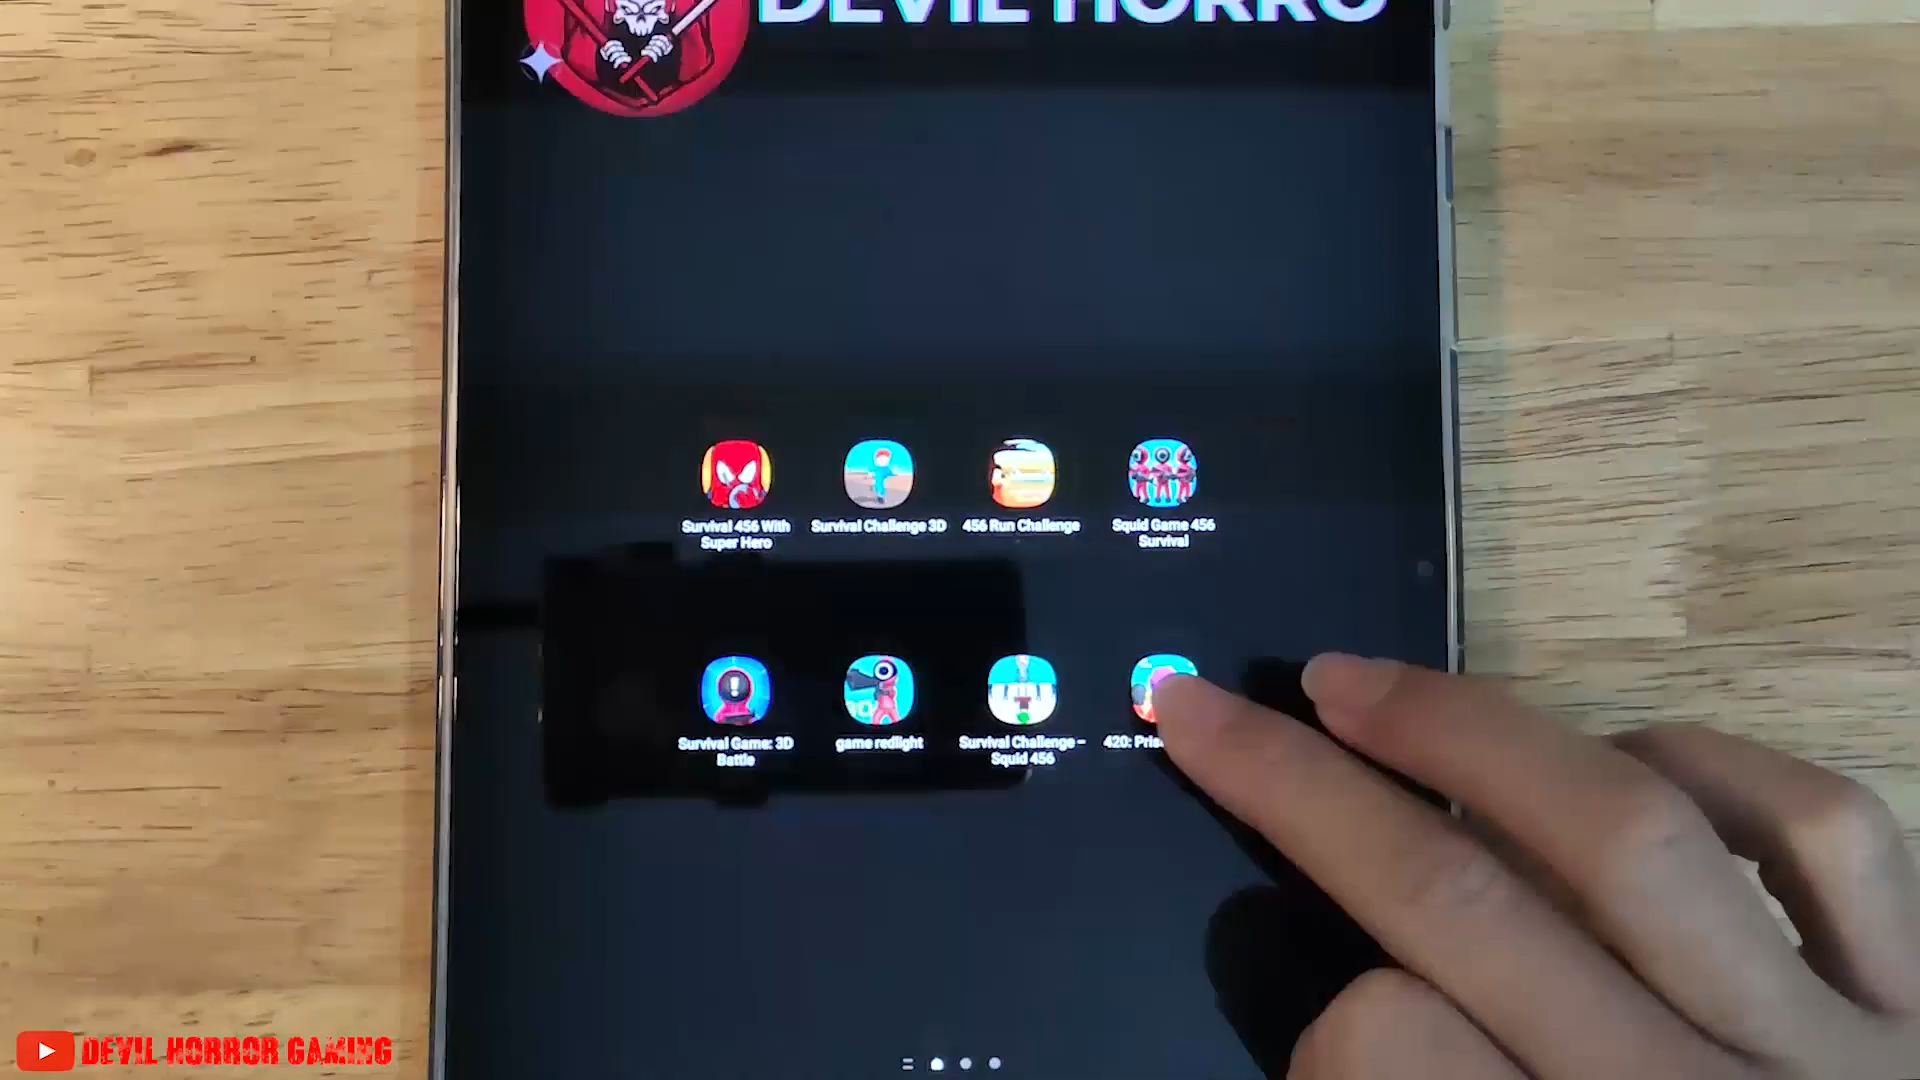 DEVIL HORRO
Survival 456 With
Super Hero
Survival Challenge 3D
456 Run Challenge
Squid Game 456
Survival
Survival Game: 3D
Battle
game redlight
Survival Challenge –
Squid 456
420:
DEVIL HORROR GAMING